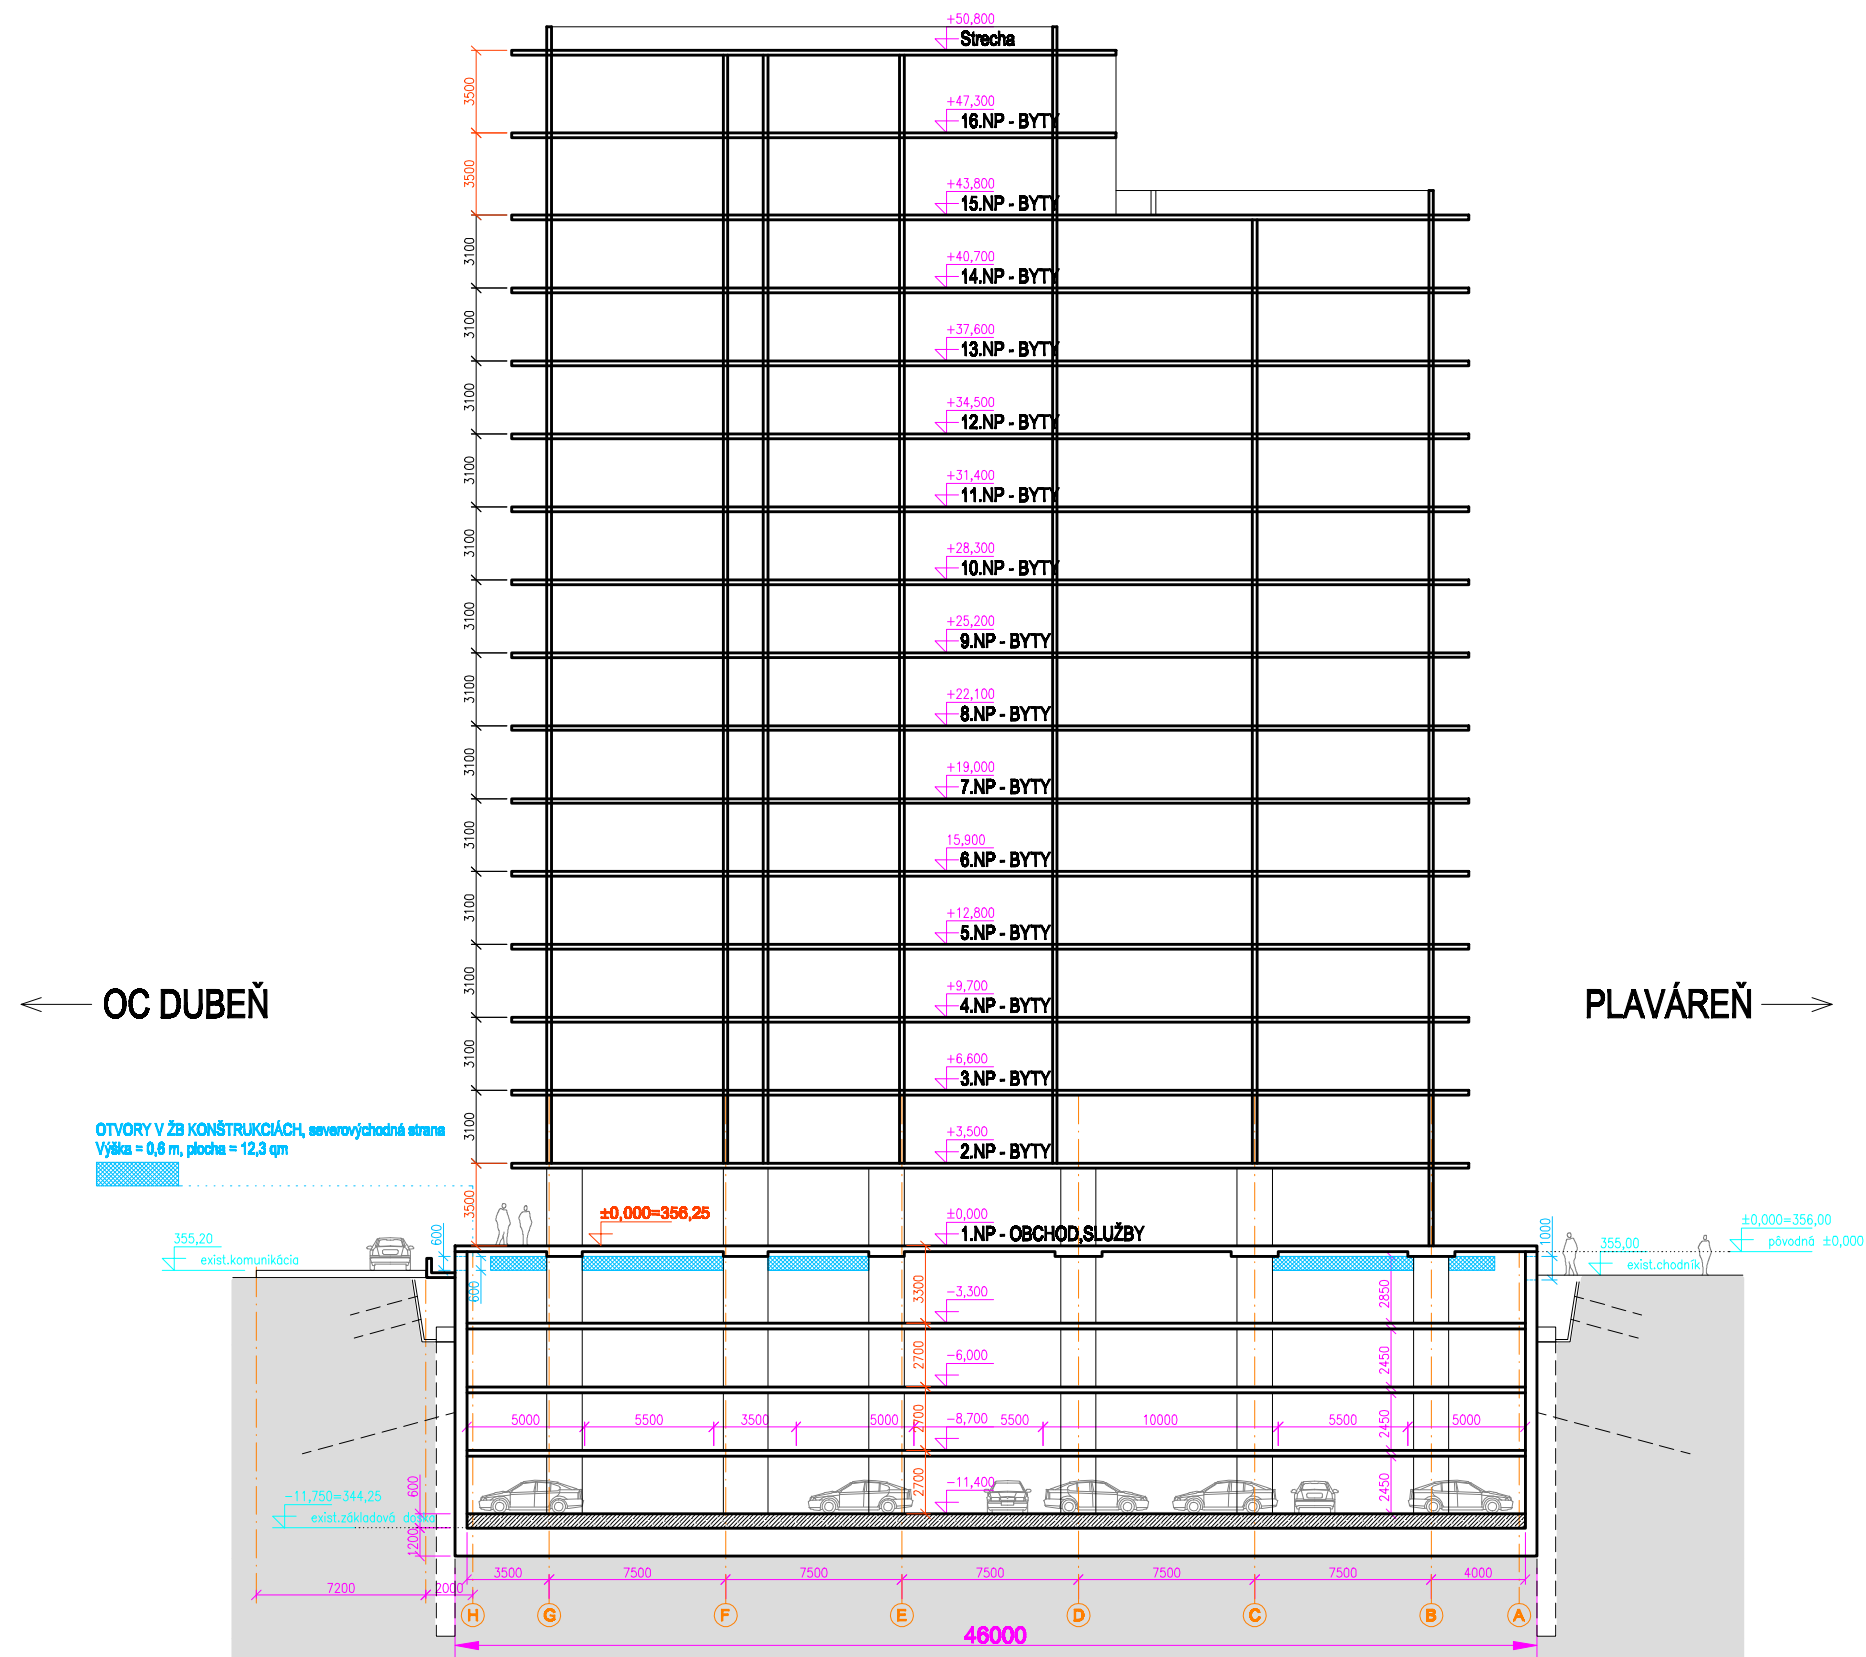 +50,800
Strecha
3500
+47,300
16.NP - BYTY
3500
+43,800
15.NP - BYTY
3100
+40,700
14.NP - BYTY
3100
+37,600
13.NP - BYTY
3100
+34,500
12.NP - BYTY
3100
+31,400
11.NP - BYTY
3100
+28,300
10.NP - BYTY
3100
+25,200
9.NP - BYTY
3100
+22,100
8.NP - BYTY
3100
+19,000
7.NP - BYTY
3100
15,900
6.NP - BYTY
3100
+12,800
5.NP - BYTY
3100
+9,700
4.NP - BYTY
OC DUBEŇ
PLAVÁREŇ
3100
+6,600
3.NP - BYTY
3100
OTVORY V ŽB KONŠTRUKCIÁCH, severovýchodná strana
Výška = 0,6 m, plocha = 12,3 qm
+3,500
2.NP - BYTY
3500
±0,000=356,25
±0,000
1.NP - OBCHOD,SLUŽBY
355,20
exist.komunikácia
600
600
1000
355,00
exist.chodník
±0,000=356,00
pôvodná ±0,000
3300
-3,300
2850
2700
-6,000
2450
5000
5500
3500
5000
2700
-8,700
5500
10000
2450
5500
5000
600
-11,750=344,25
exist.základová doska
2700
-11,400
2450
1200
7200
2000
3500
7500
7500
7500
7500
7500
4000
H
G
F
E
D
C
B
A
46000